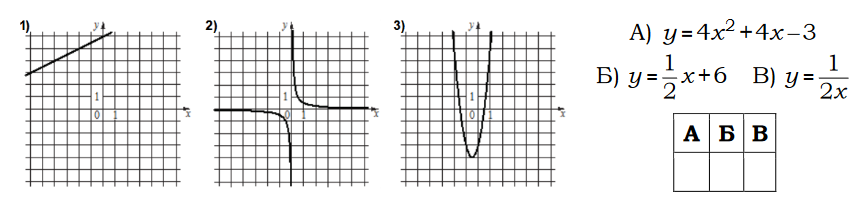 1) y 1 0 1 x
2) y 1 0 1 x
3) y 1 0 1 x
А) y = 4x² + 4x − 3
Б) y = 1/2 x + 6 В) y = 1/2x
А Б В